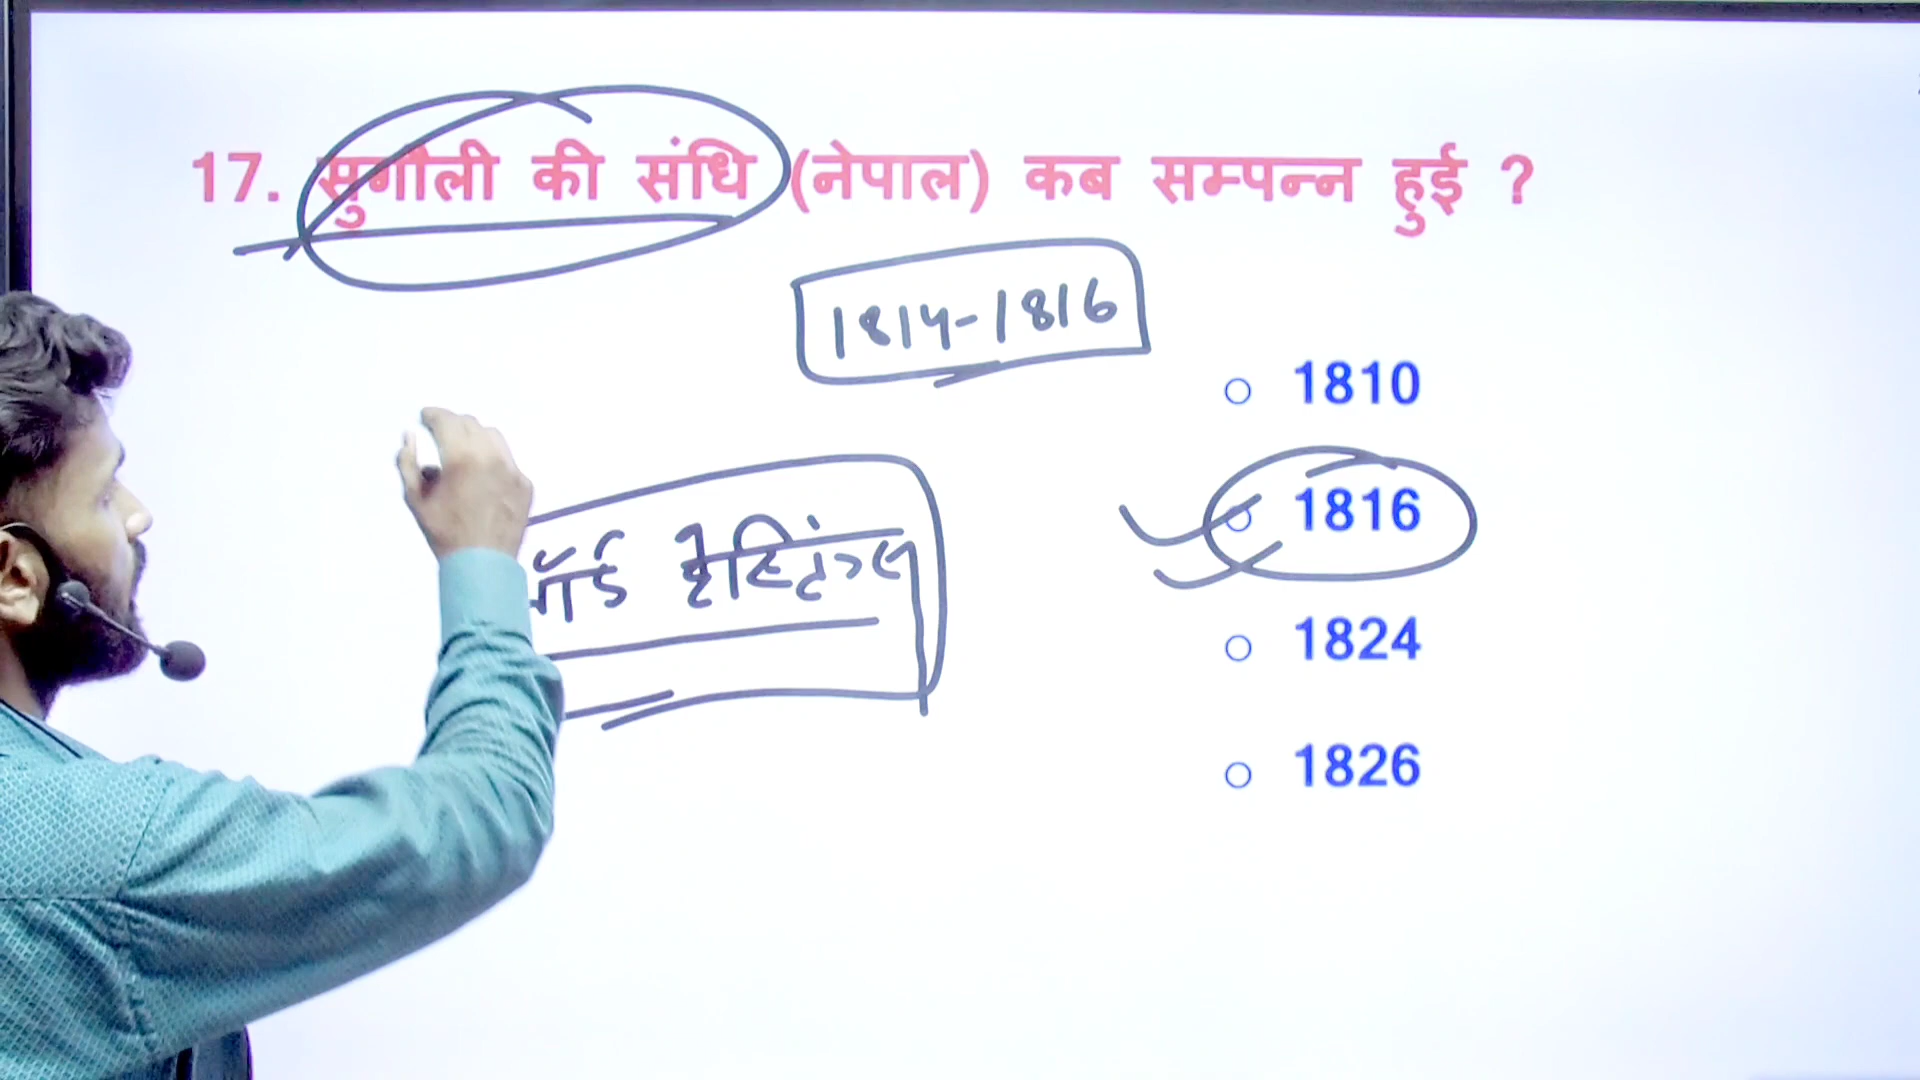 17. सुगौली की संधि (नेपाल) कब सम्पन्न हुई ?
1814-1816
1810
1816
हेस्टिंग्स
1824
1826